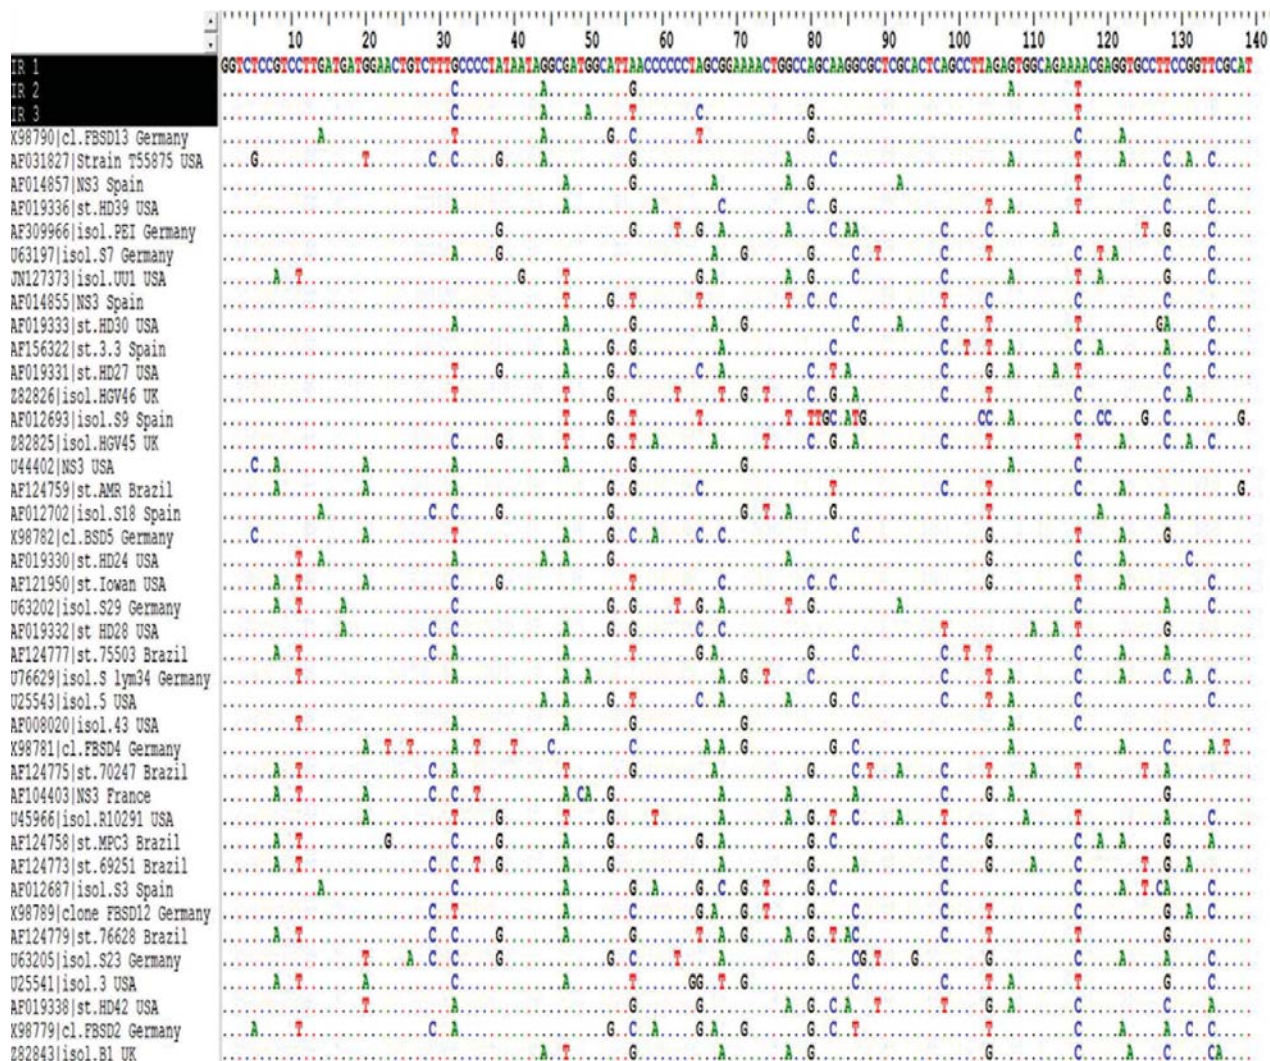 10 20 30 40 50 60 70 80 90 100 110 120 130 140
IR 1 GGTCTCCGTCCTTGATGATGGAACTGTCTTTGCCCCTATAATAGGCGATGGCATTAACCCCCCTAGCGGAAAACTGGCCAGCAAGGCGCTCGCACTCAGCCTTAGAGTGGCAGAAAACGAGGTGCCTTCCGGTTCGCAT
IR 2 C A G A T
IR 3 C A A T C G T
X98790|cl.FBSD13 Germany A T A G C T G C A
AF031827|Strain T55875 USA G T C C G A G A C A T A C A C
AF014857|NS3 Spain A G A A G A T C
AF019336|st.HD39 USA A A A C C G T A T C C
AF309966|isol.PEI Germany G G T G A A C A A C C A T G C
U63197|isol.S7 Germany A G A G G C T C T C T A C C
JN127373|isol.UU1 USA A T G T G A A G C C A T A G C
AF014855|NS3 Spain T G T T T C C T C C C
AF019333|st.HD30 USA A A G A G C A C T T G A C
AF156322|st.3.3 Spain A G G A C C T T A C A A C
AF019331|st.HD27 USA T G A G C C A C T A C G A A T C C
Z82826|isol.HGV46 UK T T G T T G T C G A C T C C A
AF012693|isol.S9 Spain T G T T T T T G C A T G C C A C C C G C G
Z82825|isol.HGV45 UK C G T G T A A T C G A C T T A C A C
U44402|NS3 USA C A A A A G G A C
AF124759|st.AMR Brazil A A A G G C T C T C A G
AF012702|isol.S18 Spain A C C G G G T A G T A A
X98782|cl.BSD5 Germany C A T A G C A C C C G T A G
AF019330|st.HD24 USA T A A A A G A G C A C
AF121950|st.Iowan USA A T A C G T C C C G T A C
U63202|isol.S29 Germany A T A C G G T G A T G A C A C
AF019332|st HD28 USA A C C A G G C C T A A T G
AF124777|st.75503 Brazil A T C A A T G A G C C T T C A A
U76629|isol.S lym34 Germany T A A A A G T C C T A C A C A C
U25543|isol.5 USA A A G T C A A G C C T A C C
AF008020|isol.43 USA T A A G G A C
X98781|cl.FBSD4 Germany A T T A T T C C A A G G C A A C A T
AF124775|st.70247 Brazil A T C A T G A G C T A C T A T T A
AF104403|NS3 France A T A C C T A C A G A A A C G A G
U45966|isol.R10291 USA A T G T G T A A G T C A T A T A C
AF124758|st.MPC3 Brazil A T G C G A G G A G C C G C A A G A
AF124773|st.69251 Brazil A T C C T G A G A G A C G A C T G A
AF012687|isol.S3 Spain A C A G A G C G T G C C C A T C A C
X98789|clone FBSD12 Germany C T A C G A G T G C C T C G A C
AF124779|st.76628 Brazil A T C C G A G T A G A G T A C C T T G
U63205|isol.S23 Germany T A C C G G C T A G C G T G G C A A C
U25541|isol.3 USA A T A C A T G G T G C C T A T G C
AF019338|st.HD42 USA T A G G A G C A T T G A C C A
X98779|cl.FBSD2 Germany A T C A G C A G A G G C T T C A A C C
Z82843|isol.B1 UK A T G A A G G C A C C A